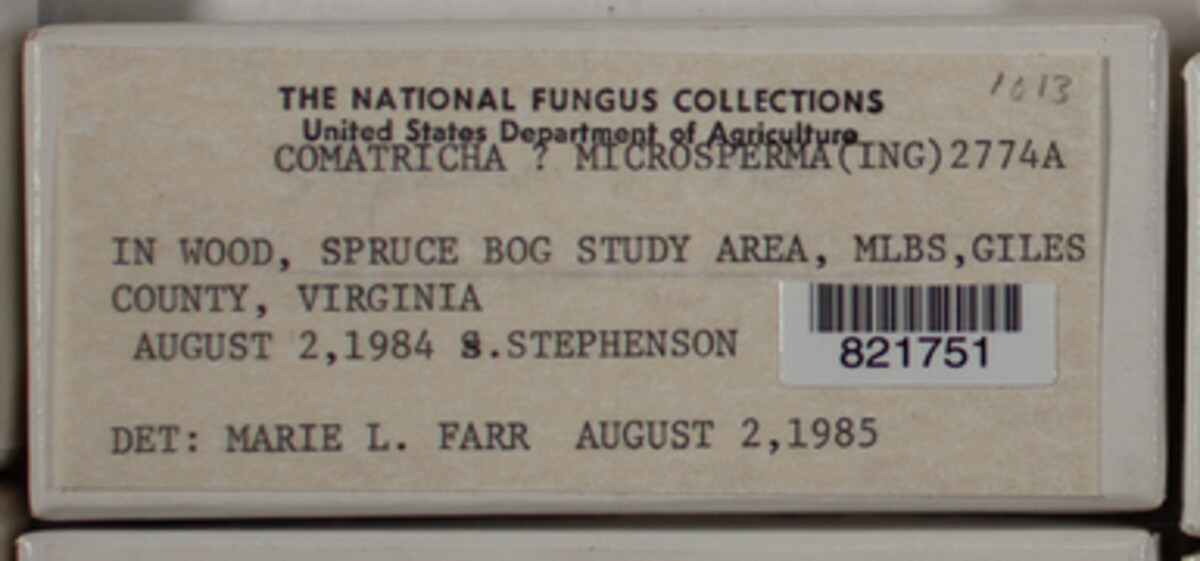 1013
THE NATIONAL FUNGUS COLLECTIONS
United States Department of Agriculture
COMATRICHA ? MICROSPERMA(ING)2774A
IN WOOD, SPRUCE BOG STUDY AREA, MLBS,GILES
COUNTY, VIRGINIA
AUGUST 2,1984 S.STEPHENSON
821751
DET: MARIE L. FARR AUGUST 2,1985